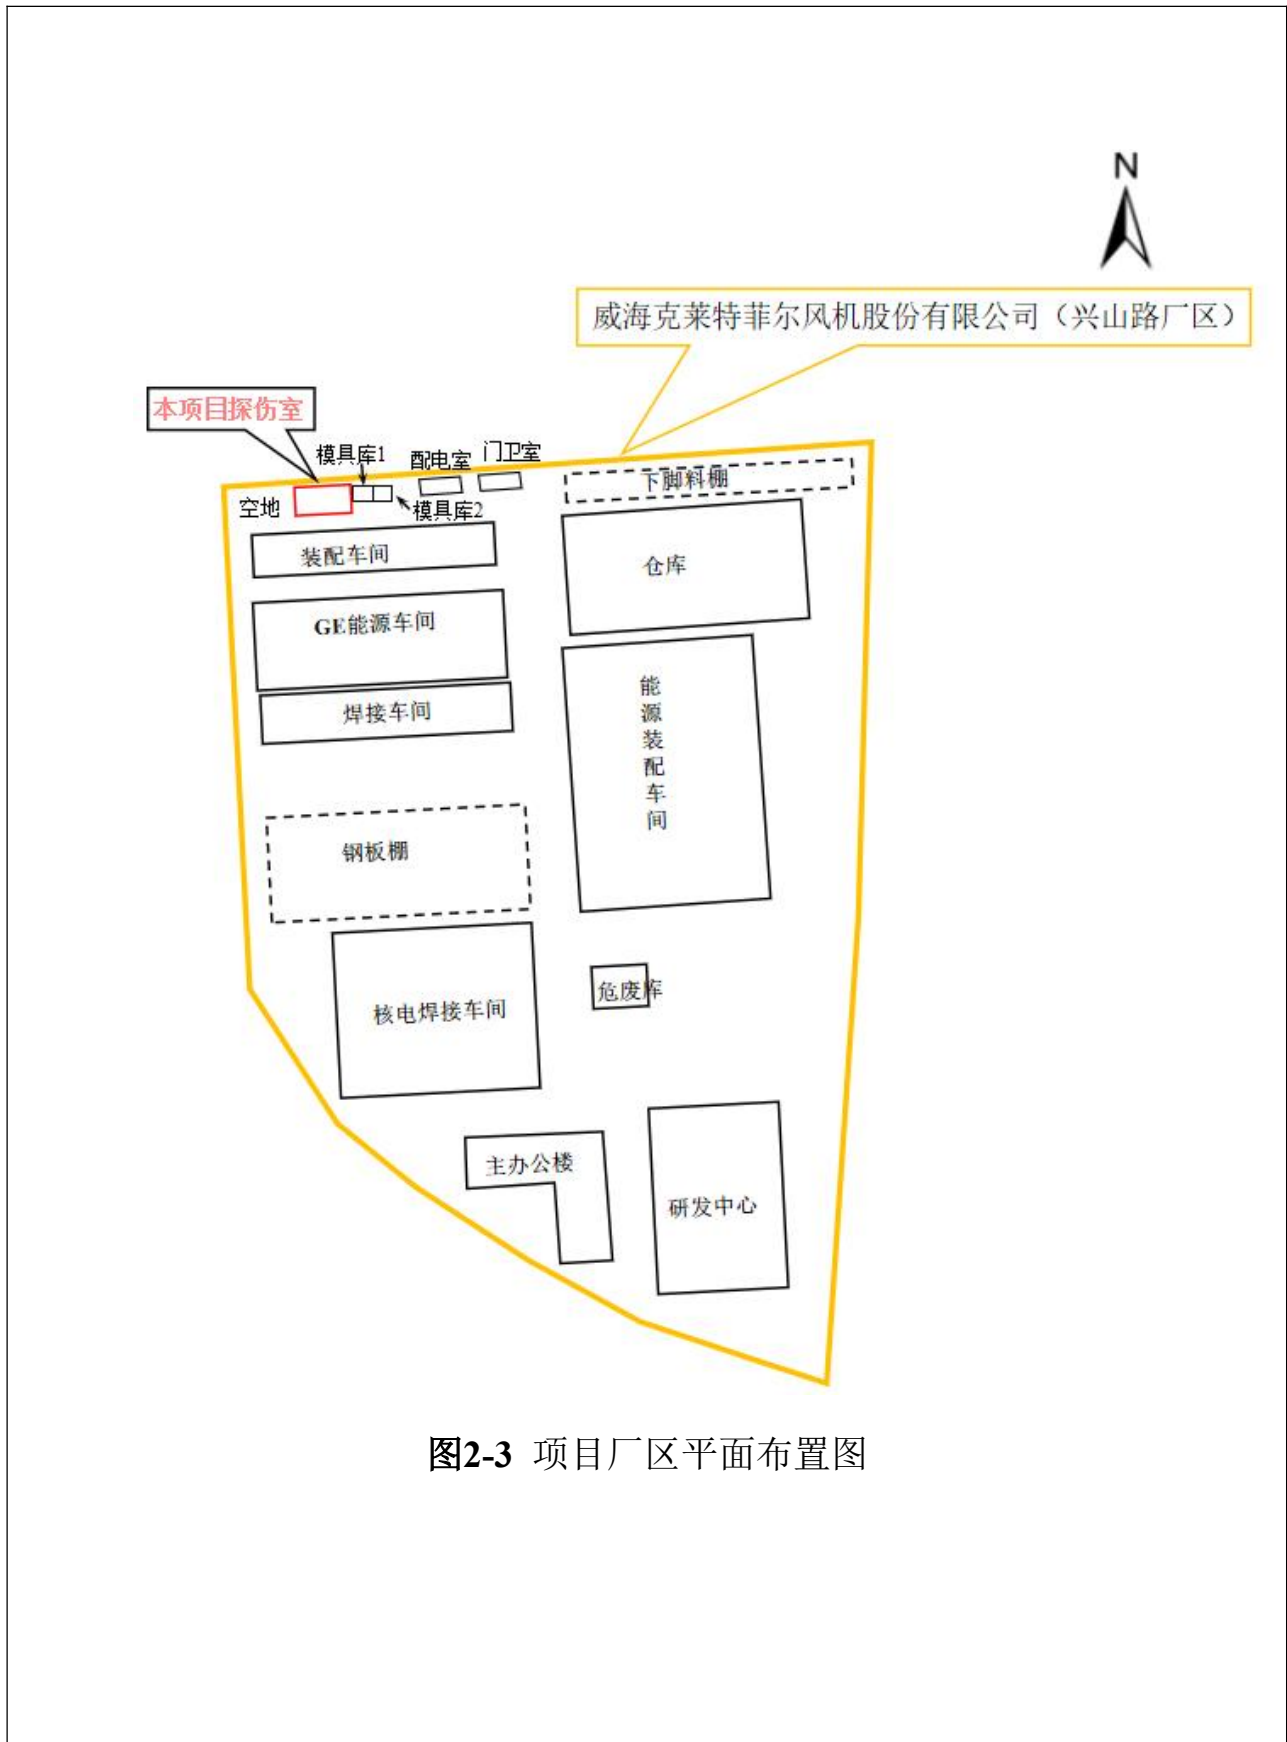 N
威海克莱特菲尔风机股份有限公司（兴山路厂区）
本项目探伤室
模具库1
配电室
门卫室
下脚料棚
空地
模具库2
装配车间
仓库
GE能源车间
能源装配车间
焊接车间
钢板棚
危废库
核电焊接车间
主办公楼
研发中心
图2-3 项目厂区平面布置图